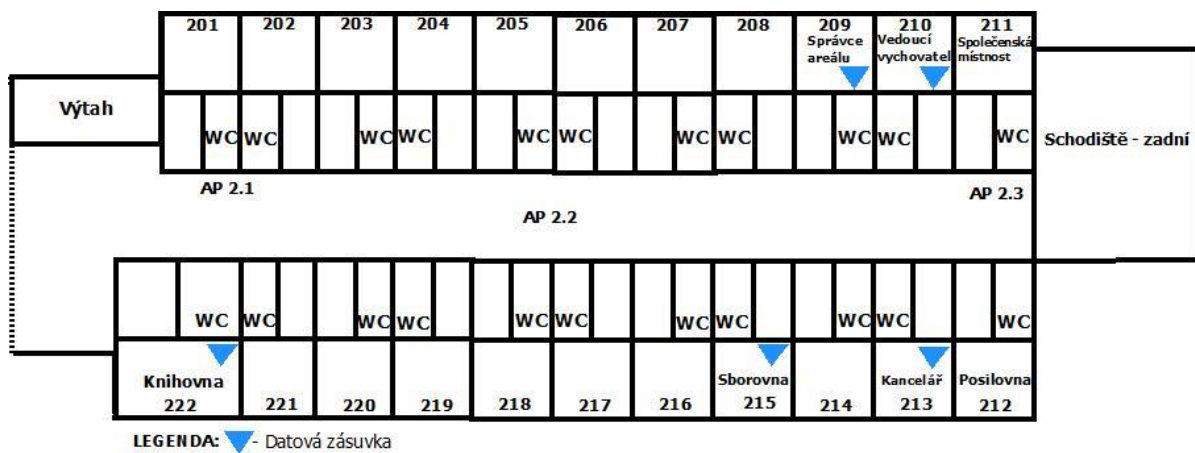 201 202 203 204 205 206 207 208 209 210 211
Správce Vedoucí Společenská
areálu vychovatel místnost
Výtah
WC WC WC WC WC WC WC WC WC WC WC
Schodiště - zadní
AP 2.1 AP 2.3
AP 2.2
WC WC WC WC WC WC WC WC WC WC WC
Knihovna Sborovna Kancelář Posilovna
222 221 220 219 218 217 216 215 214 213 212
LEGENDA: - Datová zásuvka